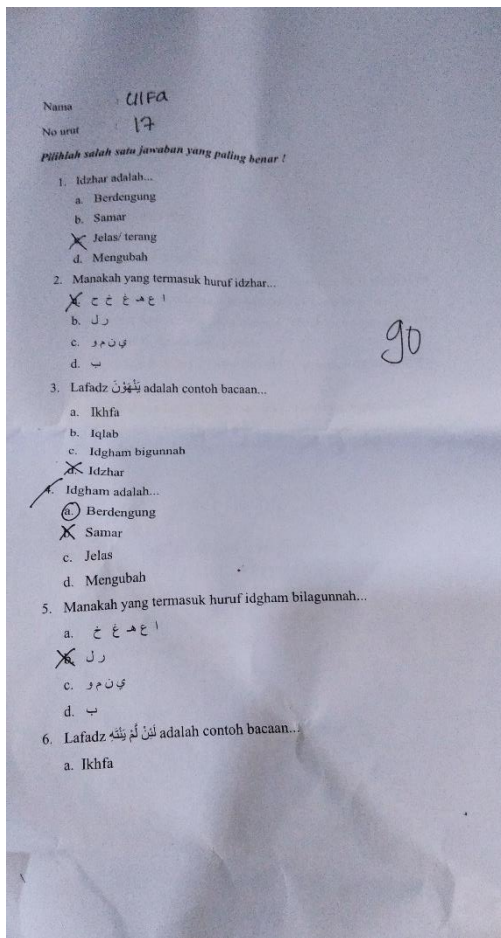 Nama : Ulfa
No urut : 17
Pilihlah salah satu jawaban yang paling benar !
1. Idzhar adalah...
a. Berdengung
b. Samar
c. Jelas/ terang
d. Mengubah
2. Manakah yang termasuk huruf idzhar...
a. ا ع ﻫ غ خ ح
b. ر ل
c. ي ن م و
d. ب
90
3. Lafadz يَنْهَوْنَ adalah contoh bacaan...
a. Ikhfa
b. Iqlab
c. Idgham bigunnah
d. Idzhar
4. Idgham adalah...
a. Berdengung
b. Samar
c. Jelas
d. Mengubah
5. Manakah yang termasuk huruf idgham bilagunnah...
a. ا ع ﻫ غ خ
b. ر ل
c. ي ن م و
d. ب
6. Lafadz لَئِنْ لَمْ يَنْتَهِ adalah contoh bacaan...
a. Ikhfa